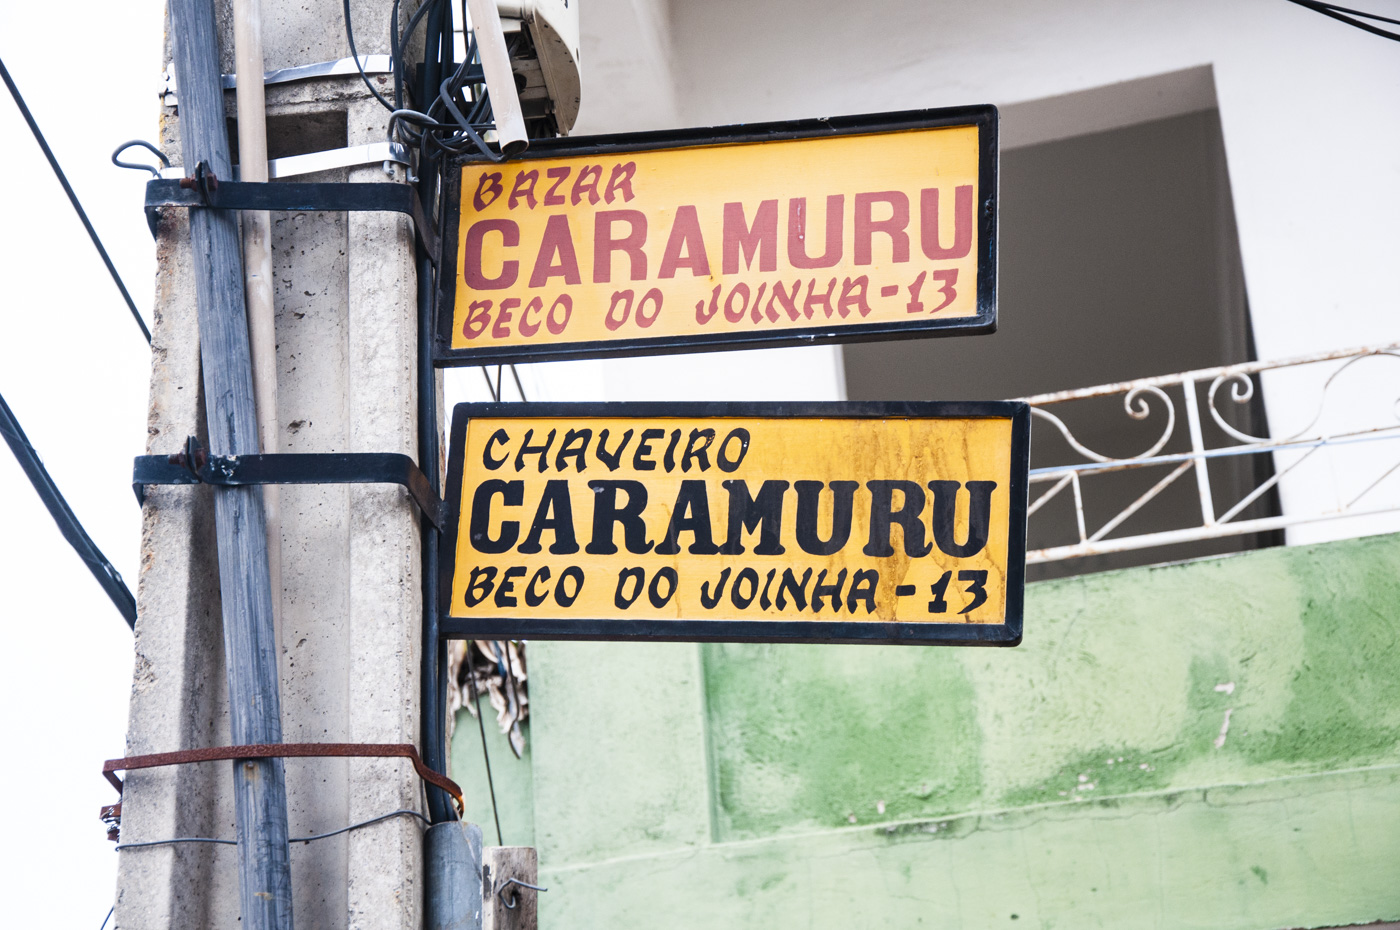 BAZAR
CARAMURU
BECO DO JOINHA-13
CHAVEIRO
CARAMURU
BECO DO JOINHA-13